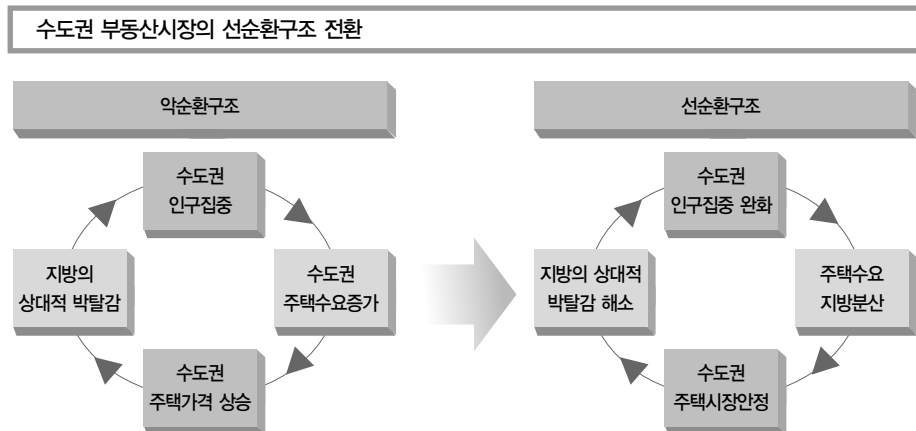 수도권 부동산시장의 선순환구조 전환
악순환구조
수도권
인구집중
지방의
상대적 박탈감
수도권
주택수요증가
수도권
주택가격 상승
선순환구조
수도권
인구집중 완화
지방의 상대적
박탈감 해소
주택수요
지방분산
수도권
주택시장안정